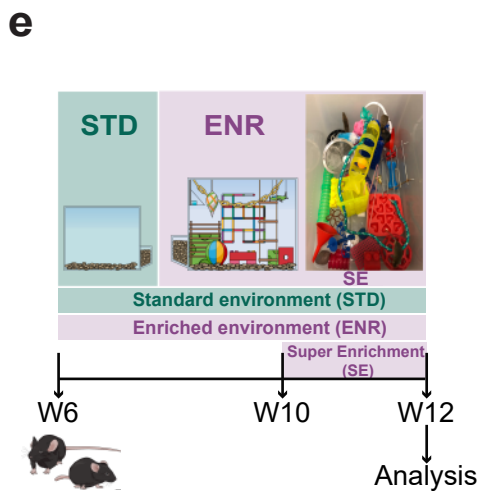 e
STD ENR
SE
Standard environment (STD)
Enriched environment (ENR)
Super Enrichment
(SE)
W6 W10 W12
Analysis